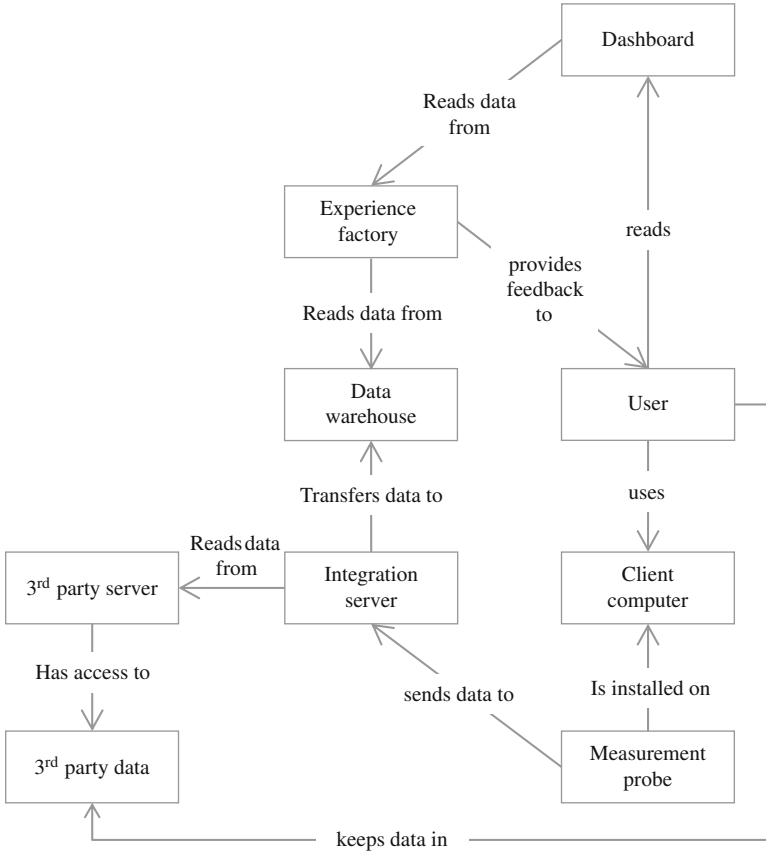 Dashboard
Reads data
from
Experience
factory
reads
provides
feedback
to
Reads data from
Data
warehouse
User
Transfers data to
uses
Reads data
from
3rd party server
Integration
server
Client
computer
Has access to
sends data to
Is installed on
3rd party data
Measurement
probe
keeps data in